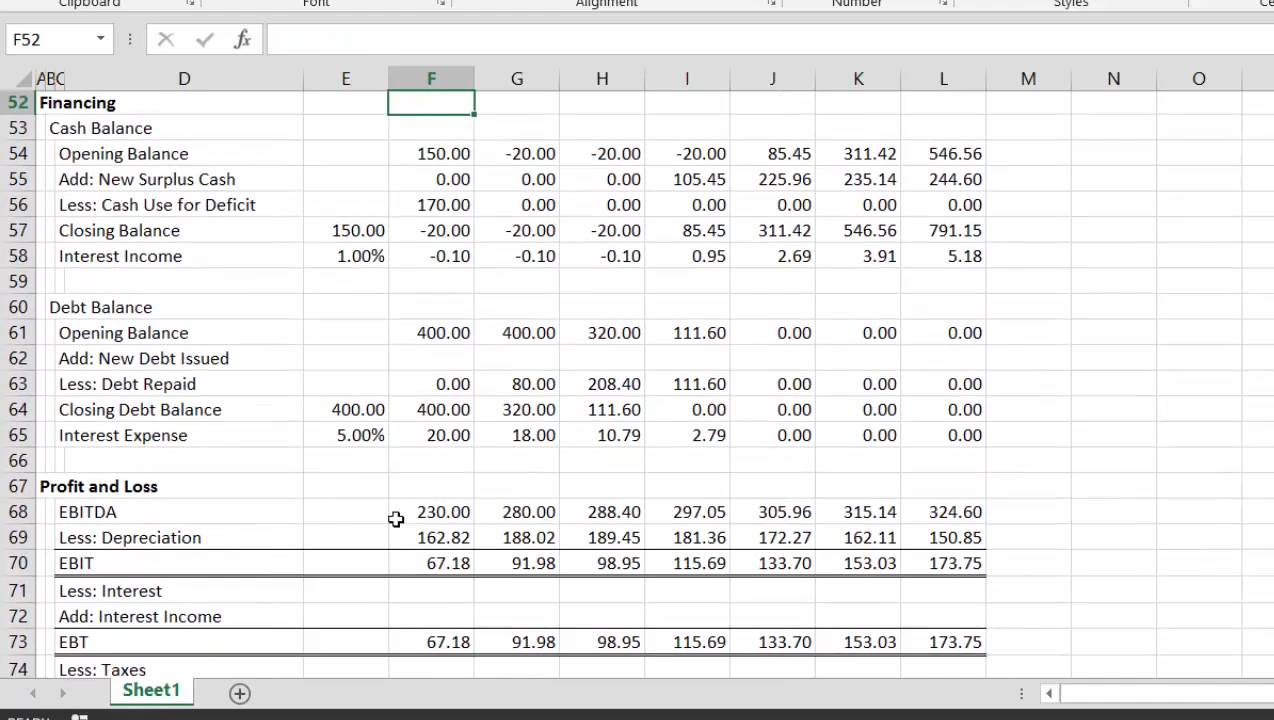 Clipboard Font Alignment Number Styles Ce
F52 fx
A B C D E F G H I J K L M N O
52 Financing
53 Cash Balance
54 Opening Balance 150.00 -20.00 -20.00 -20.00 85.45 311.42 546.56
55 Add: New Surplus Cash 0.00 0.00 0.00 105.45 225.96 235.14 244.60
56 Less: Cash Use for Deficit 170.00 0.00 0.00 0.00 0.00 0.00 0.00
57 Closing Balance 150.00 -20.00 -20.00 -20.00 85.45 311.42 546.56 791.15
58 Interest Income 1.00% -0.10 -0.10 -0.10 0.95 2.69 3.91 5.18
59
60 Debt Balance
61 Opening Balance 400.00 400.00 320.00 111.60 0.00 0.00 0.00
62 Add: New Debt Issued
63 Less: Debt Repaid 0.00 80.00 208.40 111.60 0.00 0.00 0.00
64 Closing Debt Balance 400.00 400.00 320.00 111.60 0.00 0.00 0.00 0.00
65 Interest Expense 5.00% 20.00 18.00 10.79 2.79 0.00 0.00 0.00
66
67 Profit and Loss
68 EBITDA 230.00 280.00 288.40 297.05 305.96 315.14 324.60
69 Less: Depreciation 162.82 188.02 189.45 181.36 172.27 162.11 150.85
70 EBIT 67.18 91.98 98.95 115.69 133.70 153.03 173.75
71 Less: Interest
72 Add: Interest Income
73 EBT 67.18 91.98 98.95 115.69 133.70 153.03 173.75
74 Less: Taxes
Sheet1